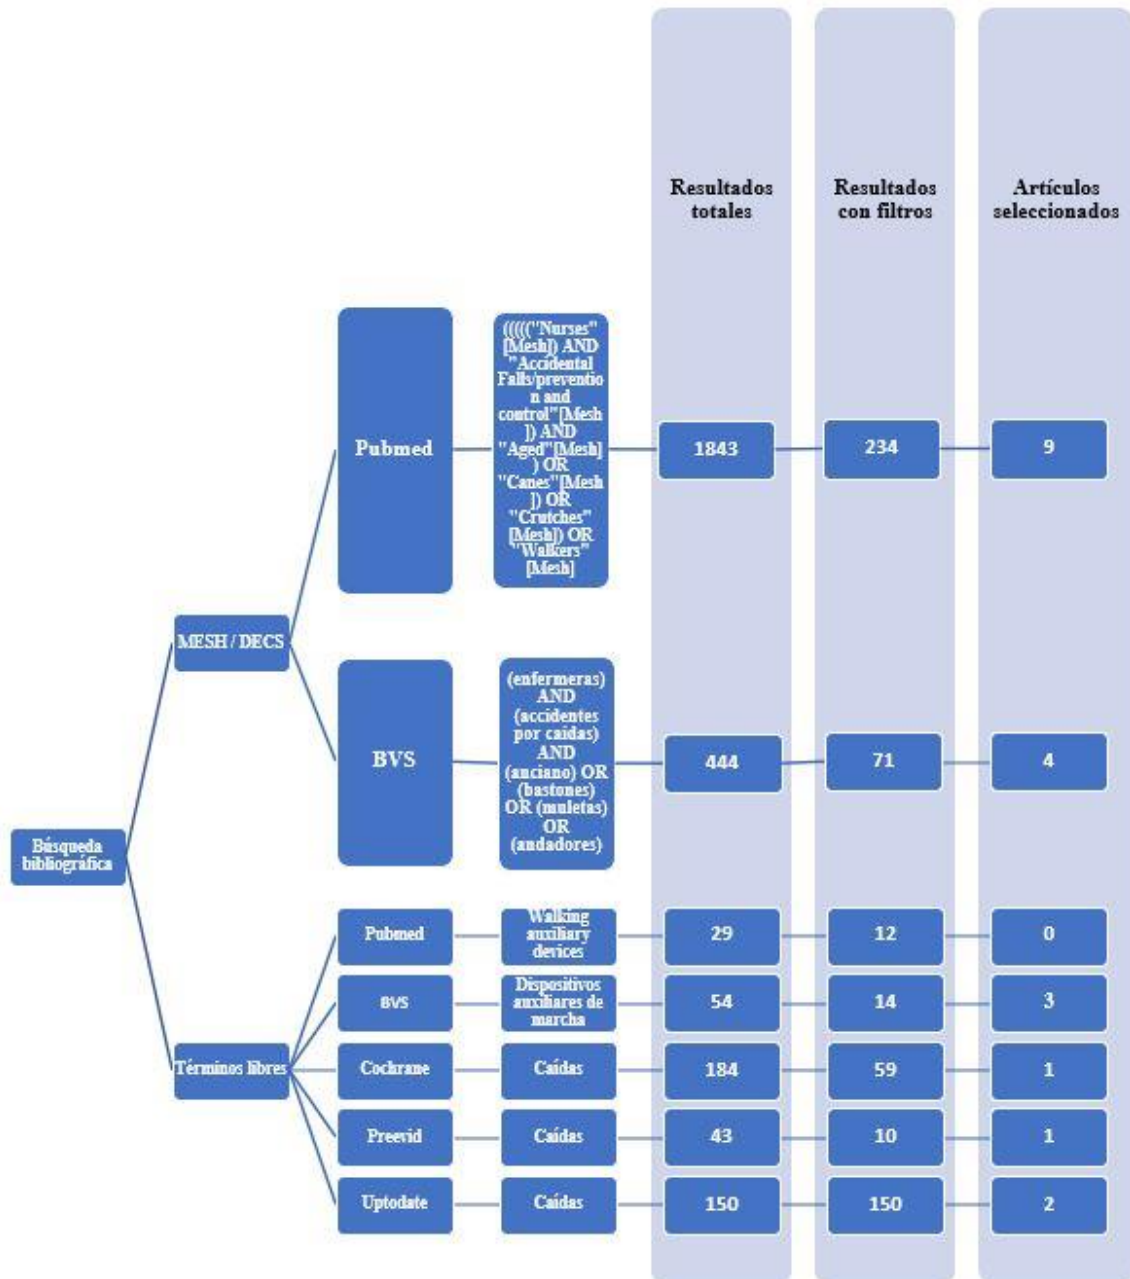 Resultados
totales
Resultados
con filtros
Artículos
seleccionados
Búsqueda
bibliográfica
MESH / DECS
Pubmed
((((("Nurses"
[Mesh]) AND
"Accidental
Falls/preventio
n and
control"[Mesh
]) AND
"Aged"[Mesh]
) OR
"Canes"[Mesh
]) OR
"Crutches"
[Mesh]) OR
"Walkers"
[Mesh]
1843
234
9
BVS
(enfermeras)
AND
(accidentes
por caídas)
AND
(anciano) OR
(bastones)
OR (muletas)
OR
(andadores)
444
71
4
Términos libres
Pubmed
Walking
auxiliary
devices
29
12
0
BVS
Dispositivos
auxiliares de
marcha
54
14
3
Cochrane
Caídas
184
59
1
Preevid
Caídas
43
10
1
Uptodate
Caídas
150
150
2